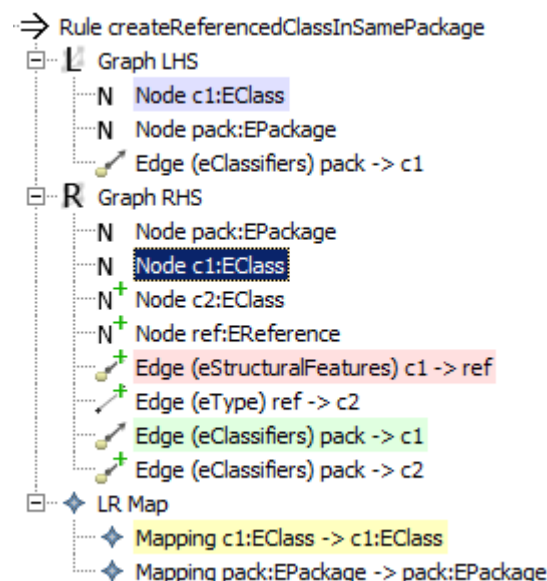 Rule createReferencedClassInSamePackage
L Graph LHS
N Node c1:EClass
N Node pack:EPackage
Edge (eClassifiers) pack -> c1
R Graph RHS
N Node pack:EPackage
N Node c1:EClass
N+ Node c2:EClass
N+ Node ref:EReference
Edge (eStructuralFeatures) c1 -> ref
Edge (eType) ref -> c2
Edge (eClassifiers) pack -> c1
Edge (eClassifiers) pack -> c2
LR Map
Mapping c1:EClass -> c1:EClass
Mapping pack:EPackage -> pack:EPackage